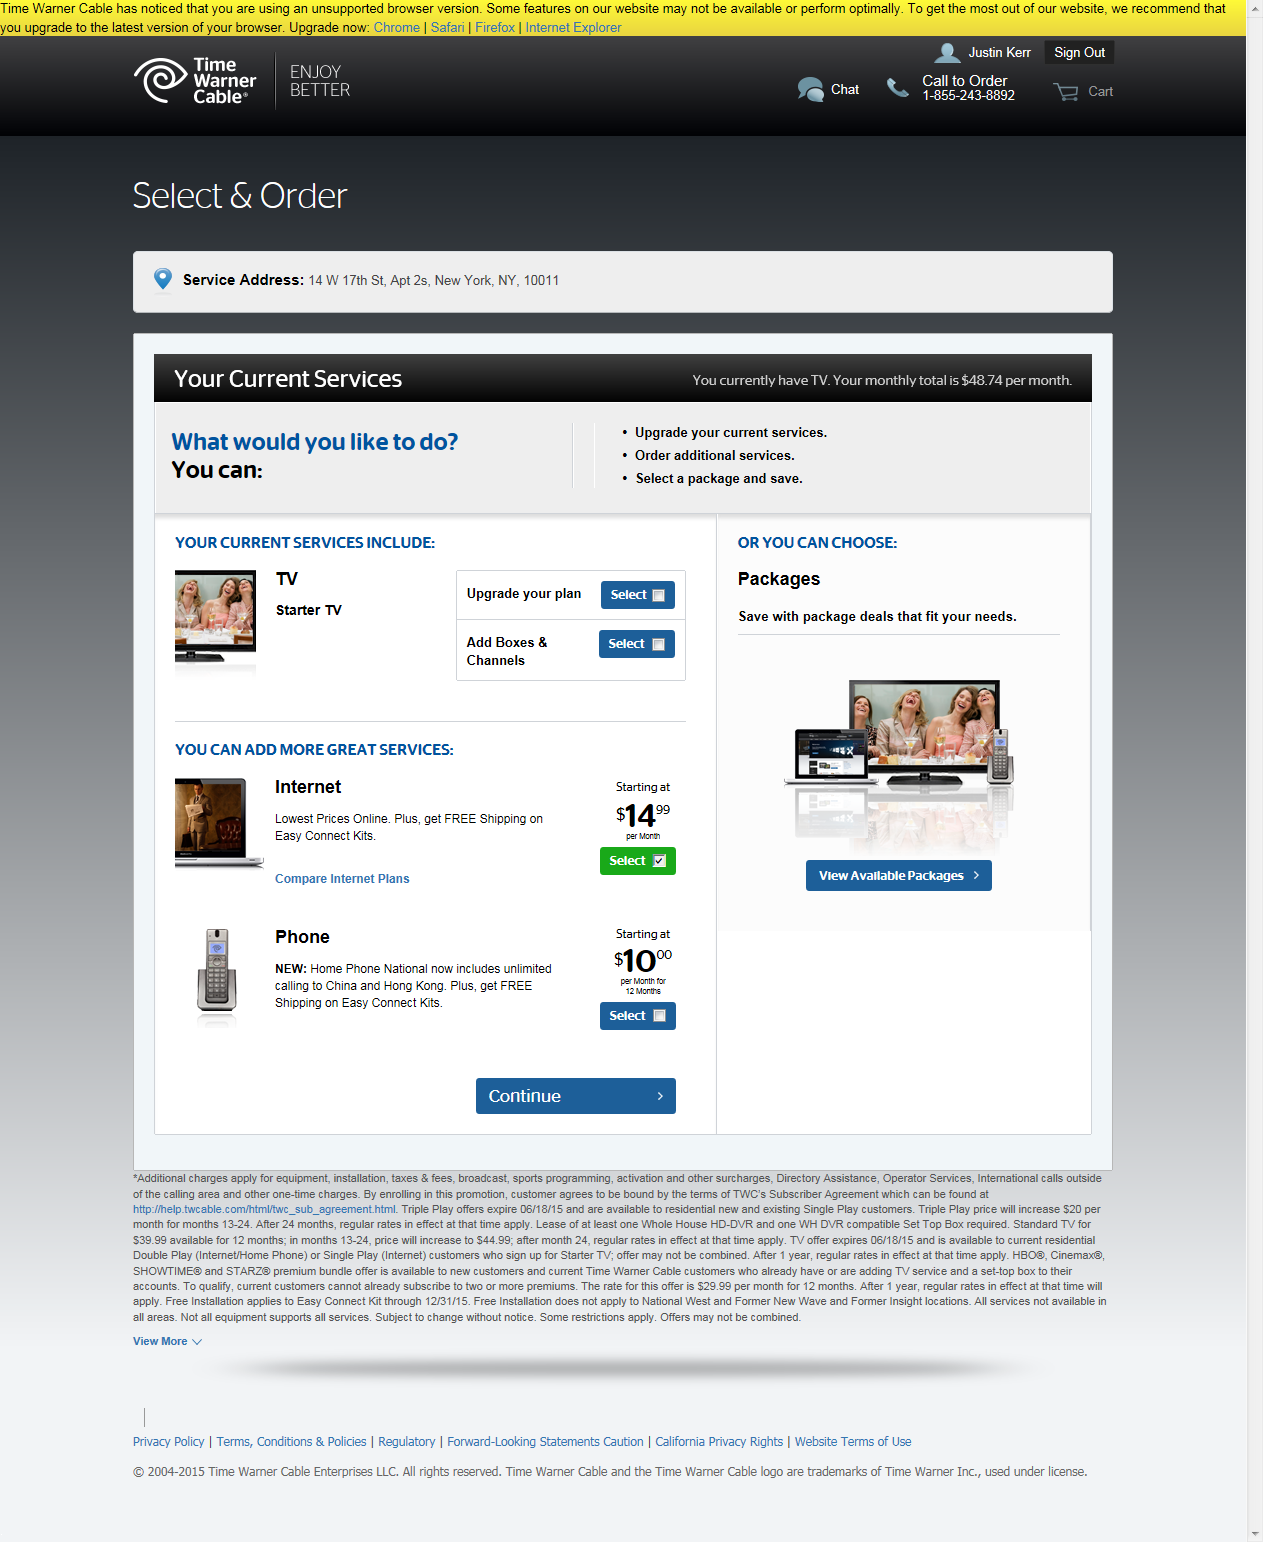 Time Warner Cable has noticed that you are using an unsupported browser version. Some features on our website may not be available or perform optimally. To get the most out of our website, we recommend that
you upgrade to the latest version of your browser. Upgrade now: Chrome | Safari | Firefox | Internet Explorer
Justin Kerr
Sign Out
Time
Warner
Cable®
ENJOY
BETTER
Chat
Call to Order
1-855-243-8892
Cart
Select & Order
Service Address: 14 W 17th St, Apt 2s, New York, NY, 10011
Your Current Services
You currently have TV. Your monthly total is $48.74 per month.
What would you like to do?
You can:
• Upgrade your current services.
• Order additional services.
• Select a package and save.
YOUR CURRENT SERVICES INCLUDE:
TV
Starter TV
Upgrade your plan
Select
Add Boxes &
Channels
Select
YOU CAN ADD MORE GREAT SERVICES:
Internet
Lowest Prices Online. Plus, get FREE Shipping on
Easy Connect Kits.
Compare Internet Plans
Starting at
$14.99
per Month
Select
Phone
NEW: Home Phone National now includes unlimited
calling to China and Hong Kong. Plus, get FREE
Shipping on Easy Connect Kits.
Starting at
$10.00
per Month for
12 Months
Select
Continue
OR YOU CAN CHOOSE:
Packages
Save with package deals that fit your needs.
View Available Packages
*Additional charges apply for equipment, installation, taxes & fees, broadcast, sports programming, activation and other surcharges, Directory Assistance, Operator Services, International calls outside
of the calling area and other one-time charges. By enrolling in this promotion, customer agrees to be bound by the terms of TWC's Subscriber Agreement which can be found at
http://help.twcable.com/html/twc_sub_agreement.html. Triple Play offers expire 06/18/15 and are available to residential new and existing Single Play customers. Triple Play price will increase $20 per
month for months 13-24. After 24 months, regular rates in effect at that time apply. Lease of at least one Whole House HD-DVR and one WH DVR compatible Set Top Box required. Standard TV for
$39.99 available for 12 months; in months 13-24, price will increase to $44.99; after month 24, regular rates in effect at that time apply. TV offer expires 06/18/15 and is available to current residential
Double Play (Internet/Home Phone) or Single Play (Internet) customers who sign up for Starter TV; offer may not be combined. After 1 year, regular rates in effect at that time apply. HBO®, Cinemax®,
SHOWTIME® and STARZ® premium bundle offer is available to new customers and current Time Warner Cable customers who already have or are adding TV service and a set-top box to their
accounts. To qualify, current customers cannot already subscribe to two or more premiums. The rate for this offer is $29.99 per month for 12 months. After 1 year, regular rates in effect at that time will
apply. Free Installation applies to Easy Connect Kit through 12/31/15. Free Installation does not apply to National West and Former New Wave and Former Insight locations. All services not available in
all areas. Not all equipment supports all services. Subject to change without notice. Some restrictions apply. Offers may not be combined.
View More
Privacy Policy | Terms, Conditions & Policies | Regulatory | Forward-Looking Statements Caution | California Privacy Rights | Website Terms of Use
© 2004-2015 Time Warner Cable Enterprises LLC. All rights reserved. Time Warner Cable and the Time Warner Cable logo are trademarks of Time Warner Inc., used under license.